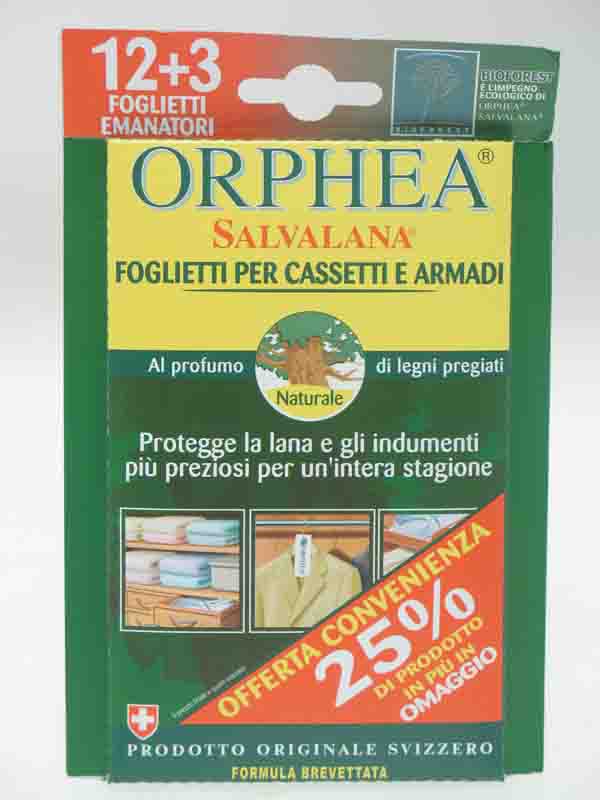 12+3
FOGLIETTI
EMANATORI
BIOFOREST
BIOFOREST
È L'IMPEGNO
ECOLOGICO DI
ORPHEA®
SALVALANA®
ORPHEA®
SALVALANA®
FOGLIETTI PER CASSETTI E ARMADI
Al profumo di legni pregiati
Naturale
Protegge la lana e gli indumenti
più preziosi per un'intera stagione
OFFERTA CONVENIENZA
25%
DI PRODOTTO
IN PIÙ IN
OMAGGIO
PRODOTTO ORIGINALE SVIZZERO
FORMULA BREVETTATA